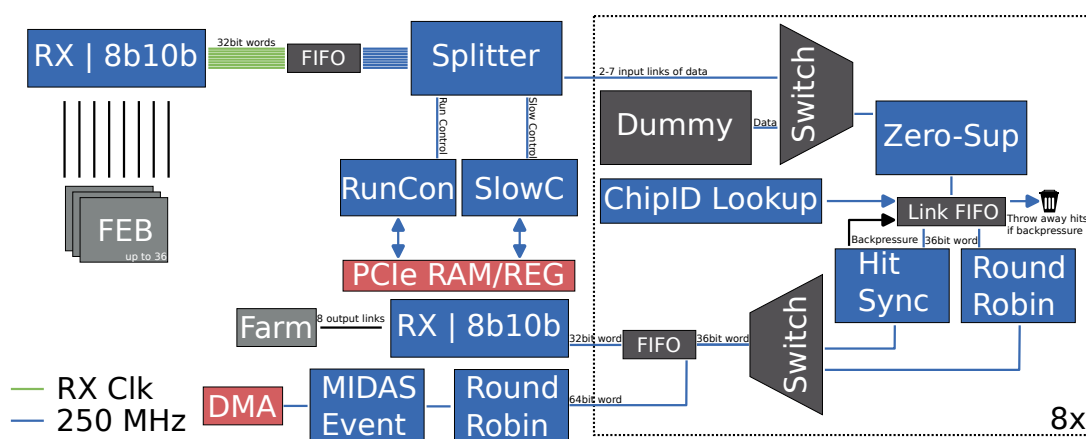 RX | 8b10b
32bit words
FIFO
Splitter
2-7 input links of data
Switch
Dummy
Data
Zero-Sup
Run Control
Slow Control
RunCon
SlowC
ChipID Lookup
Link FIFO
Throw away hits
if backpressure
FEB
up to 36
Backpressure
36bit word
Hit
Sync
Round
Robin
PCIe RAM/REG
Farm
8 output links
RX | 8b10b
32bit word
FIFO
36bit word
Switch
RX Clk
250 MHz
DMA
MIDAS
Event
Round
Robin
64bit word
8x